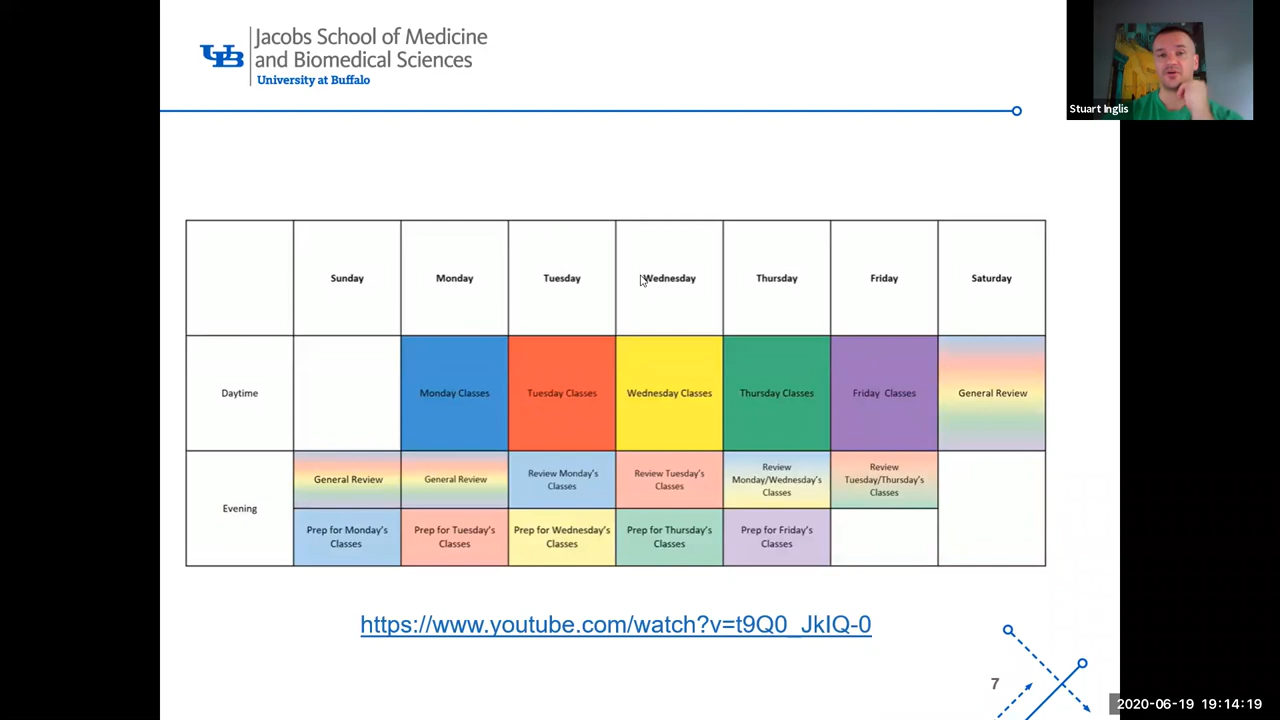 Jacobs School of Medicine
and Biomedical Sciences
University at Buffalo
UB
Stuart Inglis
Sunday
Monday
Tuesday
Wednesday
Thursday
Friday
Saturday
Daytime
Monday Classes
Tuesday Classes
Wednesday Classes
Thursday Classes
Friday Classes
General Review
Evening
General Review
General Review
Review Monday's
Classes
Review Tuesday's
Classes
Review
Monday/Wednesday's
Classes
Review
Tuesday/Thursday's
Classes
Prep for Monday's
Classes
Prep for Tuesday's
Classes
Prep for Wednesday's
Classes
Prep for Thursday's
Classes
Prep for Friday's
Classes
https://www.youtube.com/watch?v=t9Q0_JkIQ-0
7
2020-06-19 19:14:19